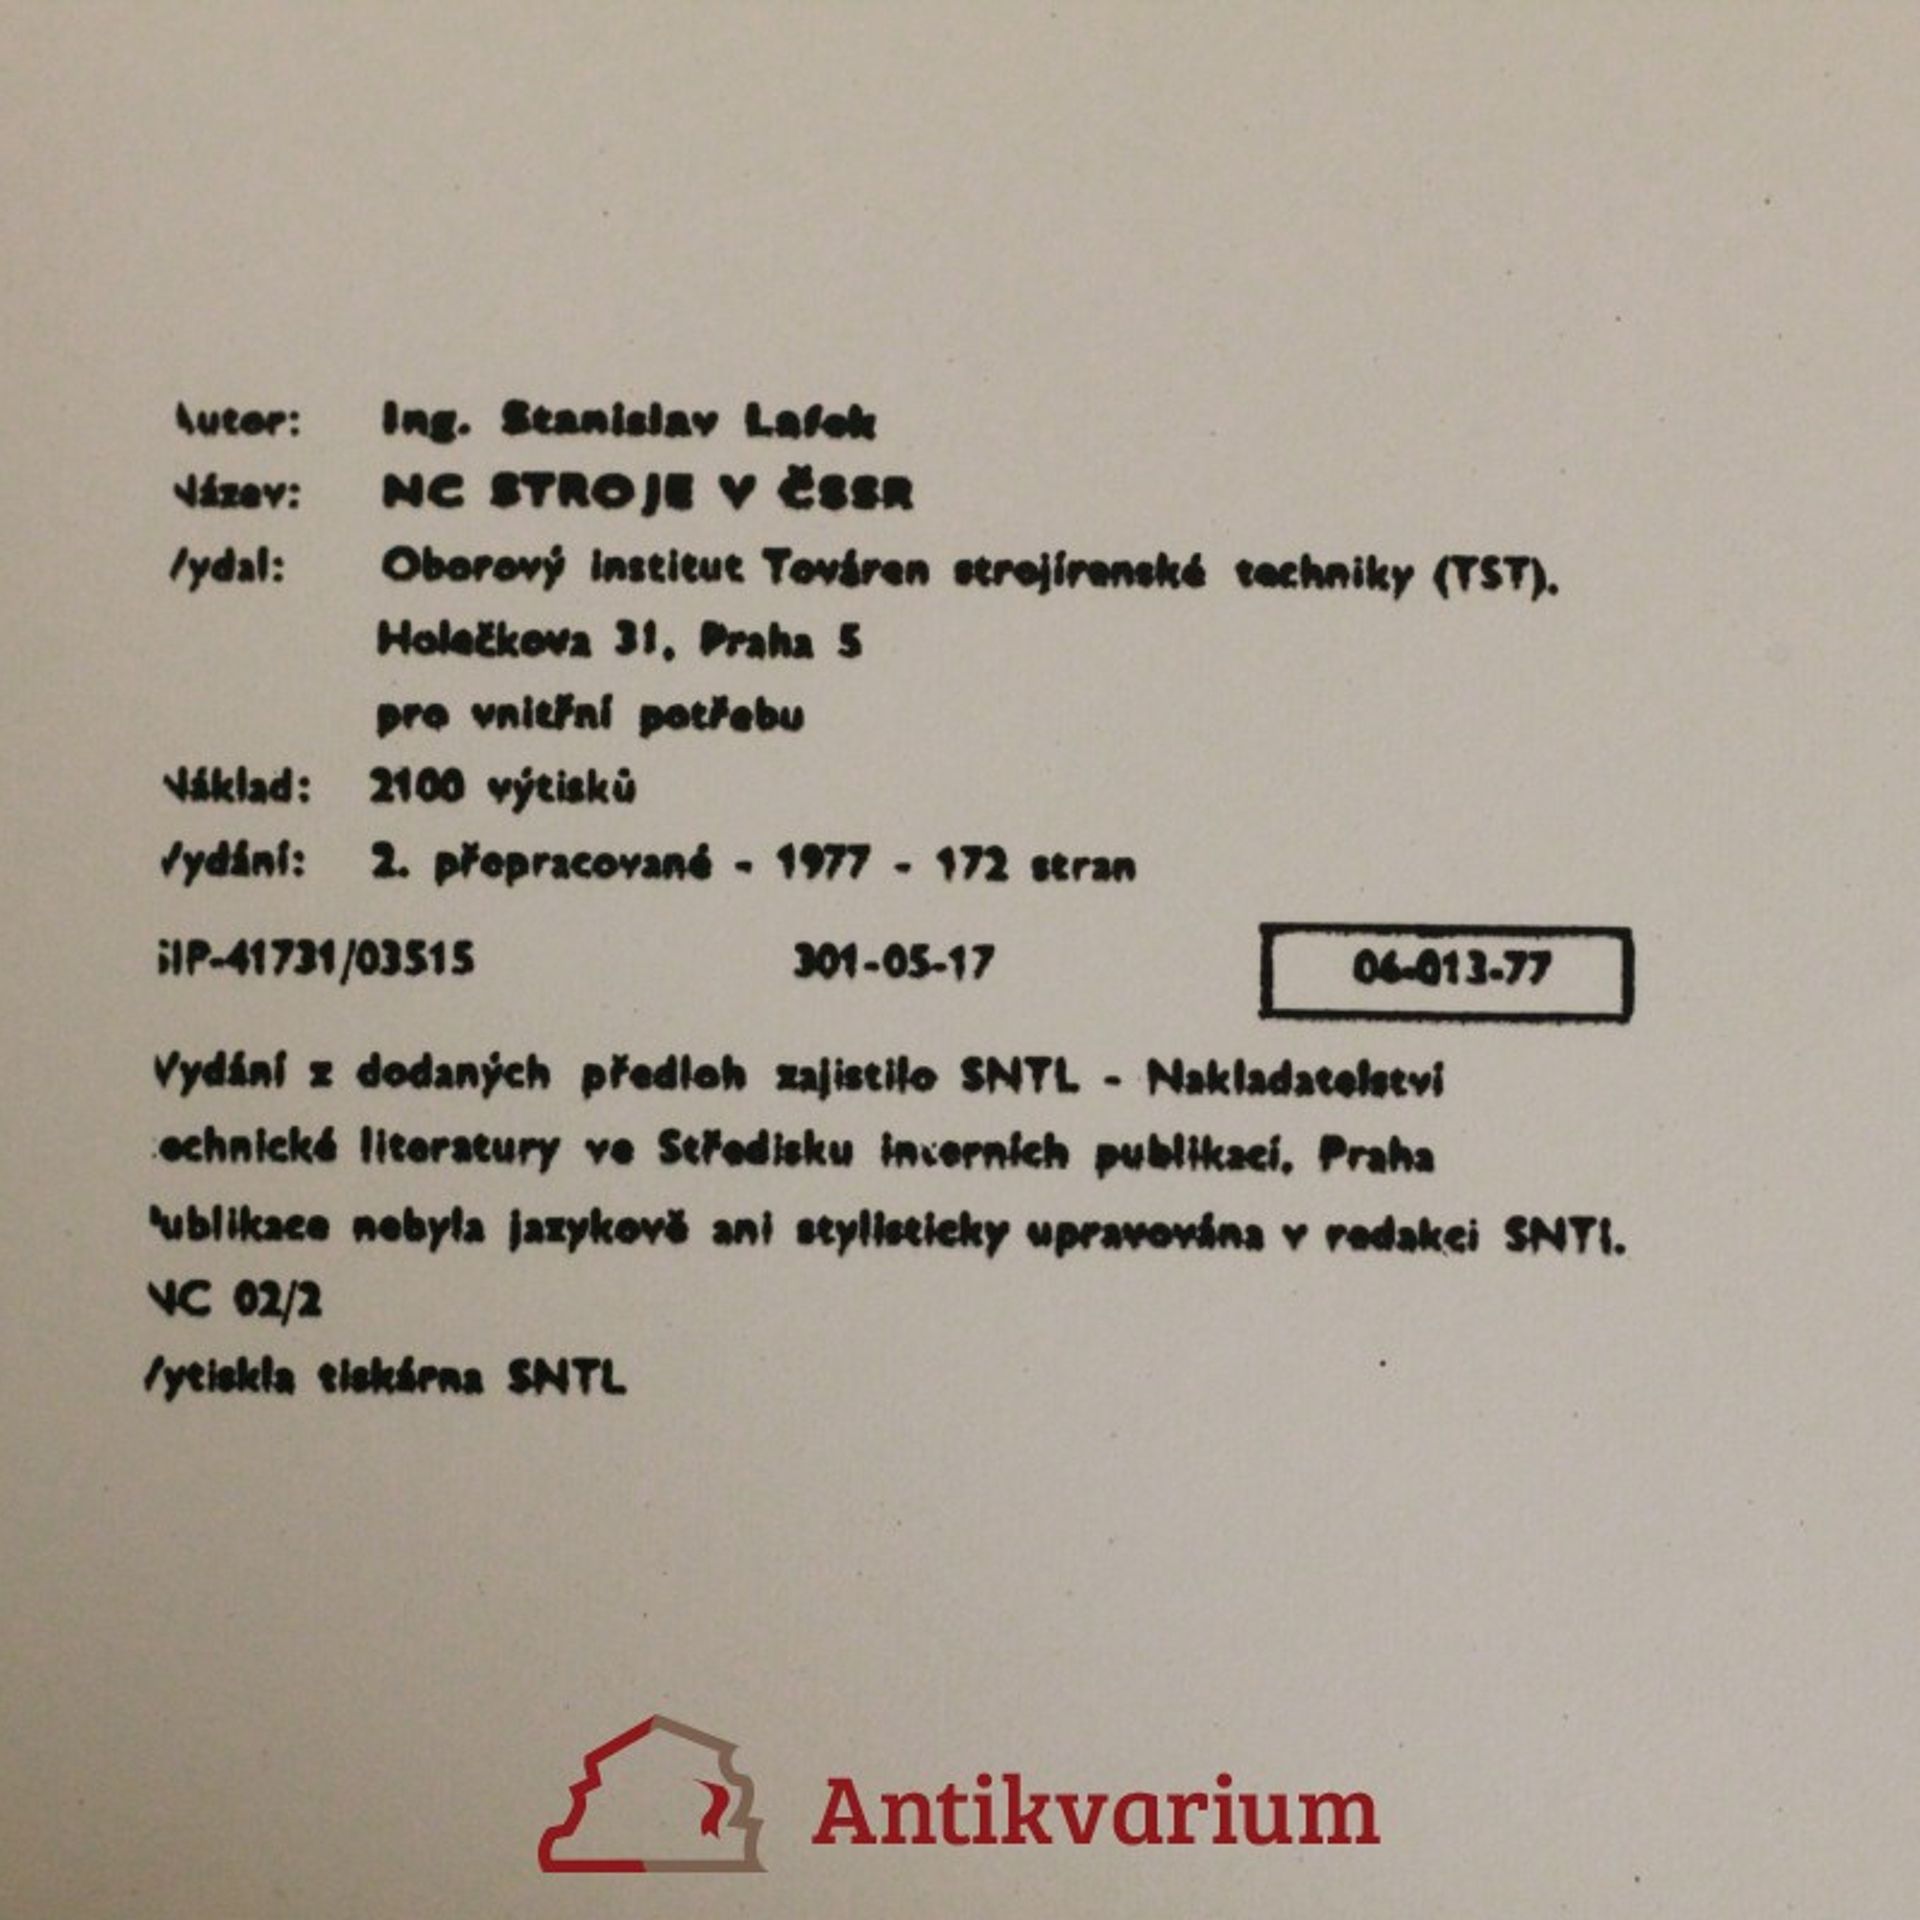 Autor: Ing. Stanislav Lafek
Název: NC STROJE V ČSSR
Vydal: Oborový institut Továren strojírenské techniky (TST),
Holečkova 31, Praha 5
pro vnitřní potřebu
Náklad: 2100 výtisků
Vydání: 2. přepracované - 1977 - 172 stran
SIP-41731/03515 301-05-17 06-013-77
Vydání z dodaných předloh zajistilo SNTL - Nakladatelství
technické literatury ve Středisku interních publikací, Praha
Publikace nebyla jazykově ani stylisticky upravována v redakci SNTL.
NC 02/2
Vytiskla tiskárna SNTL
Antikvarium